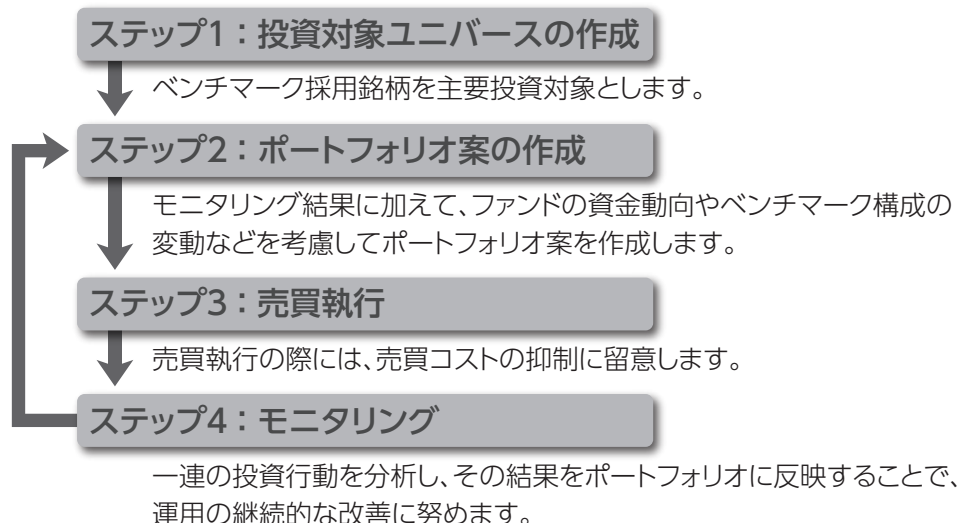 ステップ1：投資対象ユニバースの作成
ベンチマーク採用銘柄を主要投資対象とします。
ステップ2：ポートフォリオ案の作成
モニタリング結果に加えて、ファンドの資金動向やベンチマーク構成の
変動などを考慮してポートフォリオ案を作成します。
ステップ3：売買執行
売買執行の際には、売買コストの抑制に留意します。
ステップ4：モニタリング
一連の投資行動を分析し、その結果をポートフォリオに反映することで、
運用の継続的な改善に努めます。